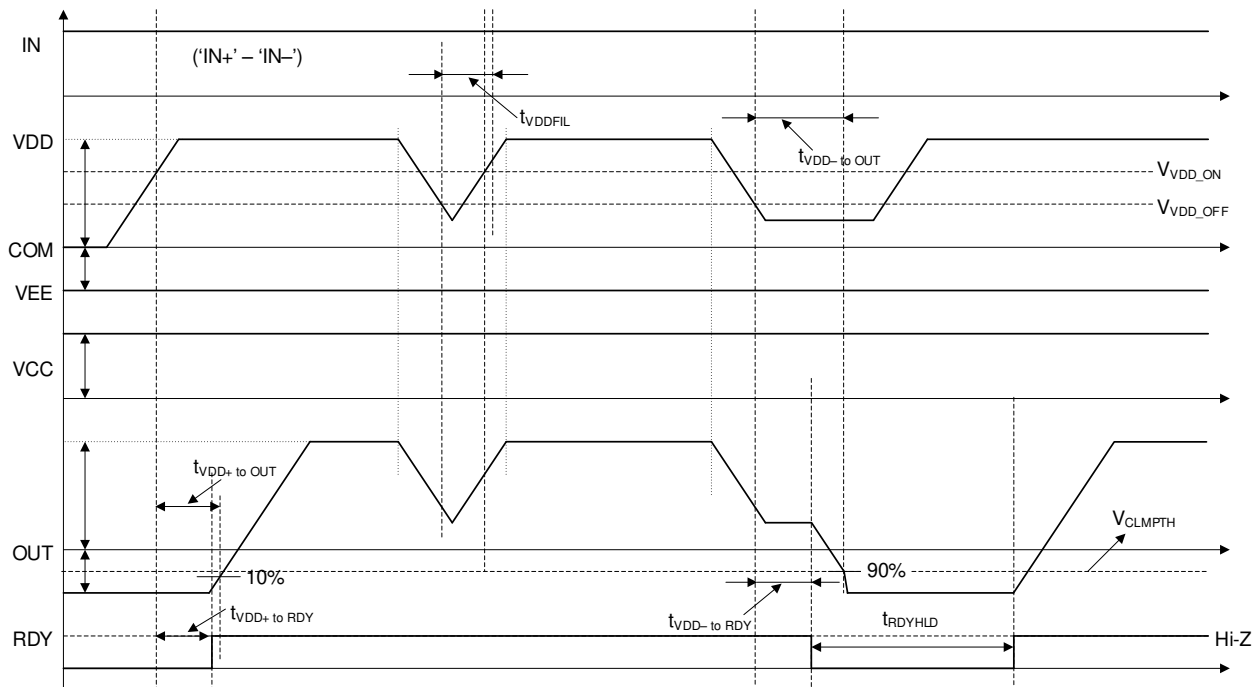 IN
('IN+' – 'IN–')
tVDDFIL
VDD
tVDD– to OUT
VVDD_ON
VVDD_OFF
COM
VEE
VCC
tVDD+ to OUT
VCLMPTH
OUT
10%
90%
tVDD+ to RDY
tVDD– to RDY
tRDYHLD
RDY
Hi-Z